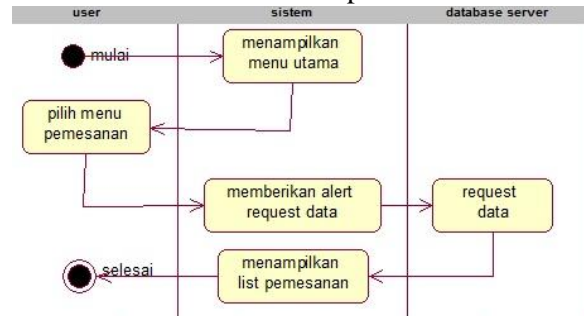 user sistem database server
mulai
menampilkan
menu utama
pilih menu
pemesanan
memberikan alert
request data
request
data
selesai
menampilkan
list pemesanan